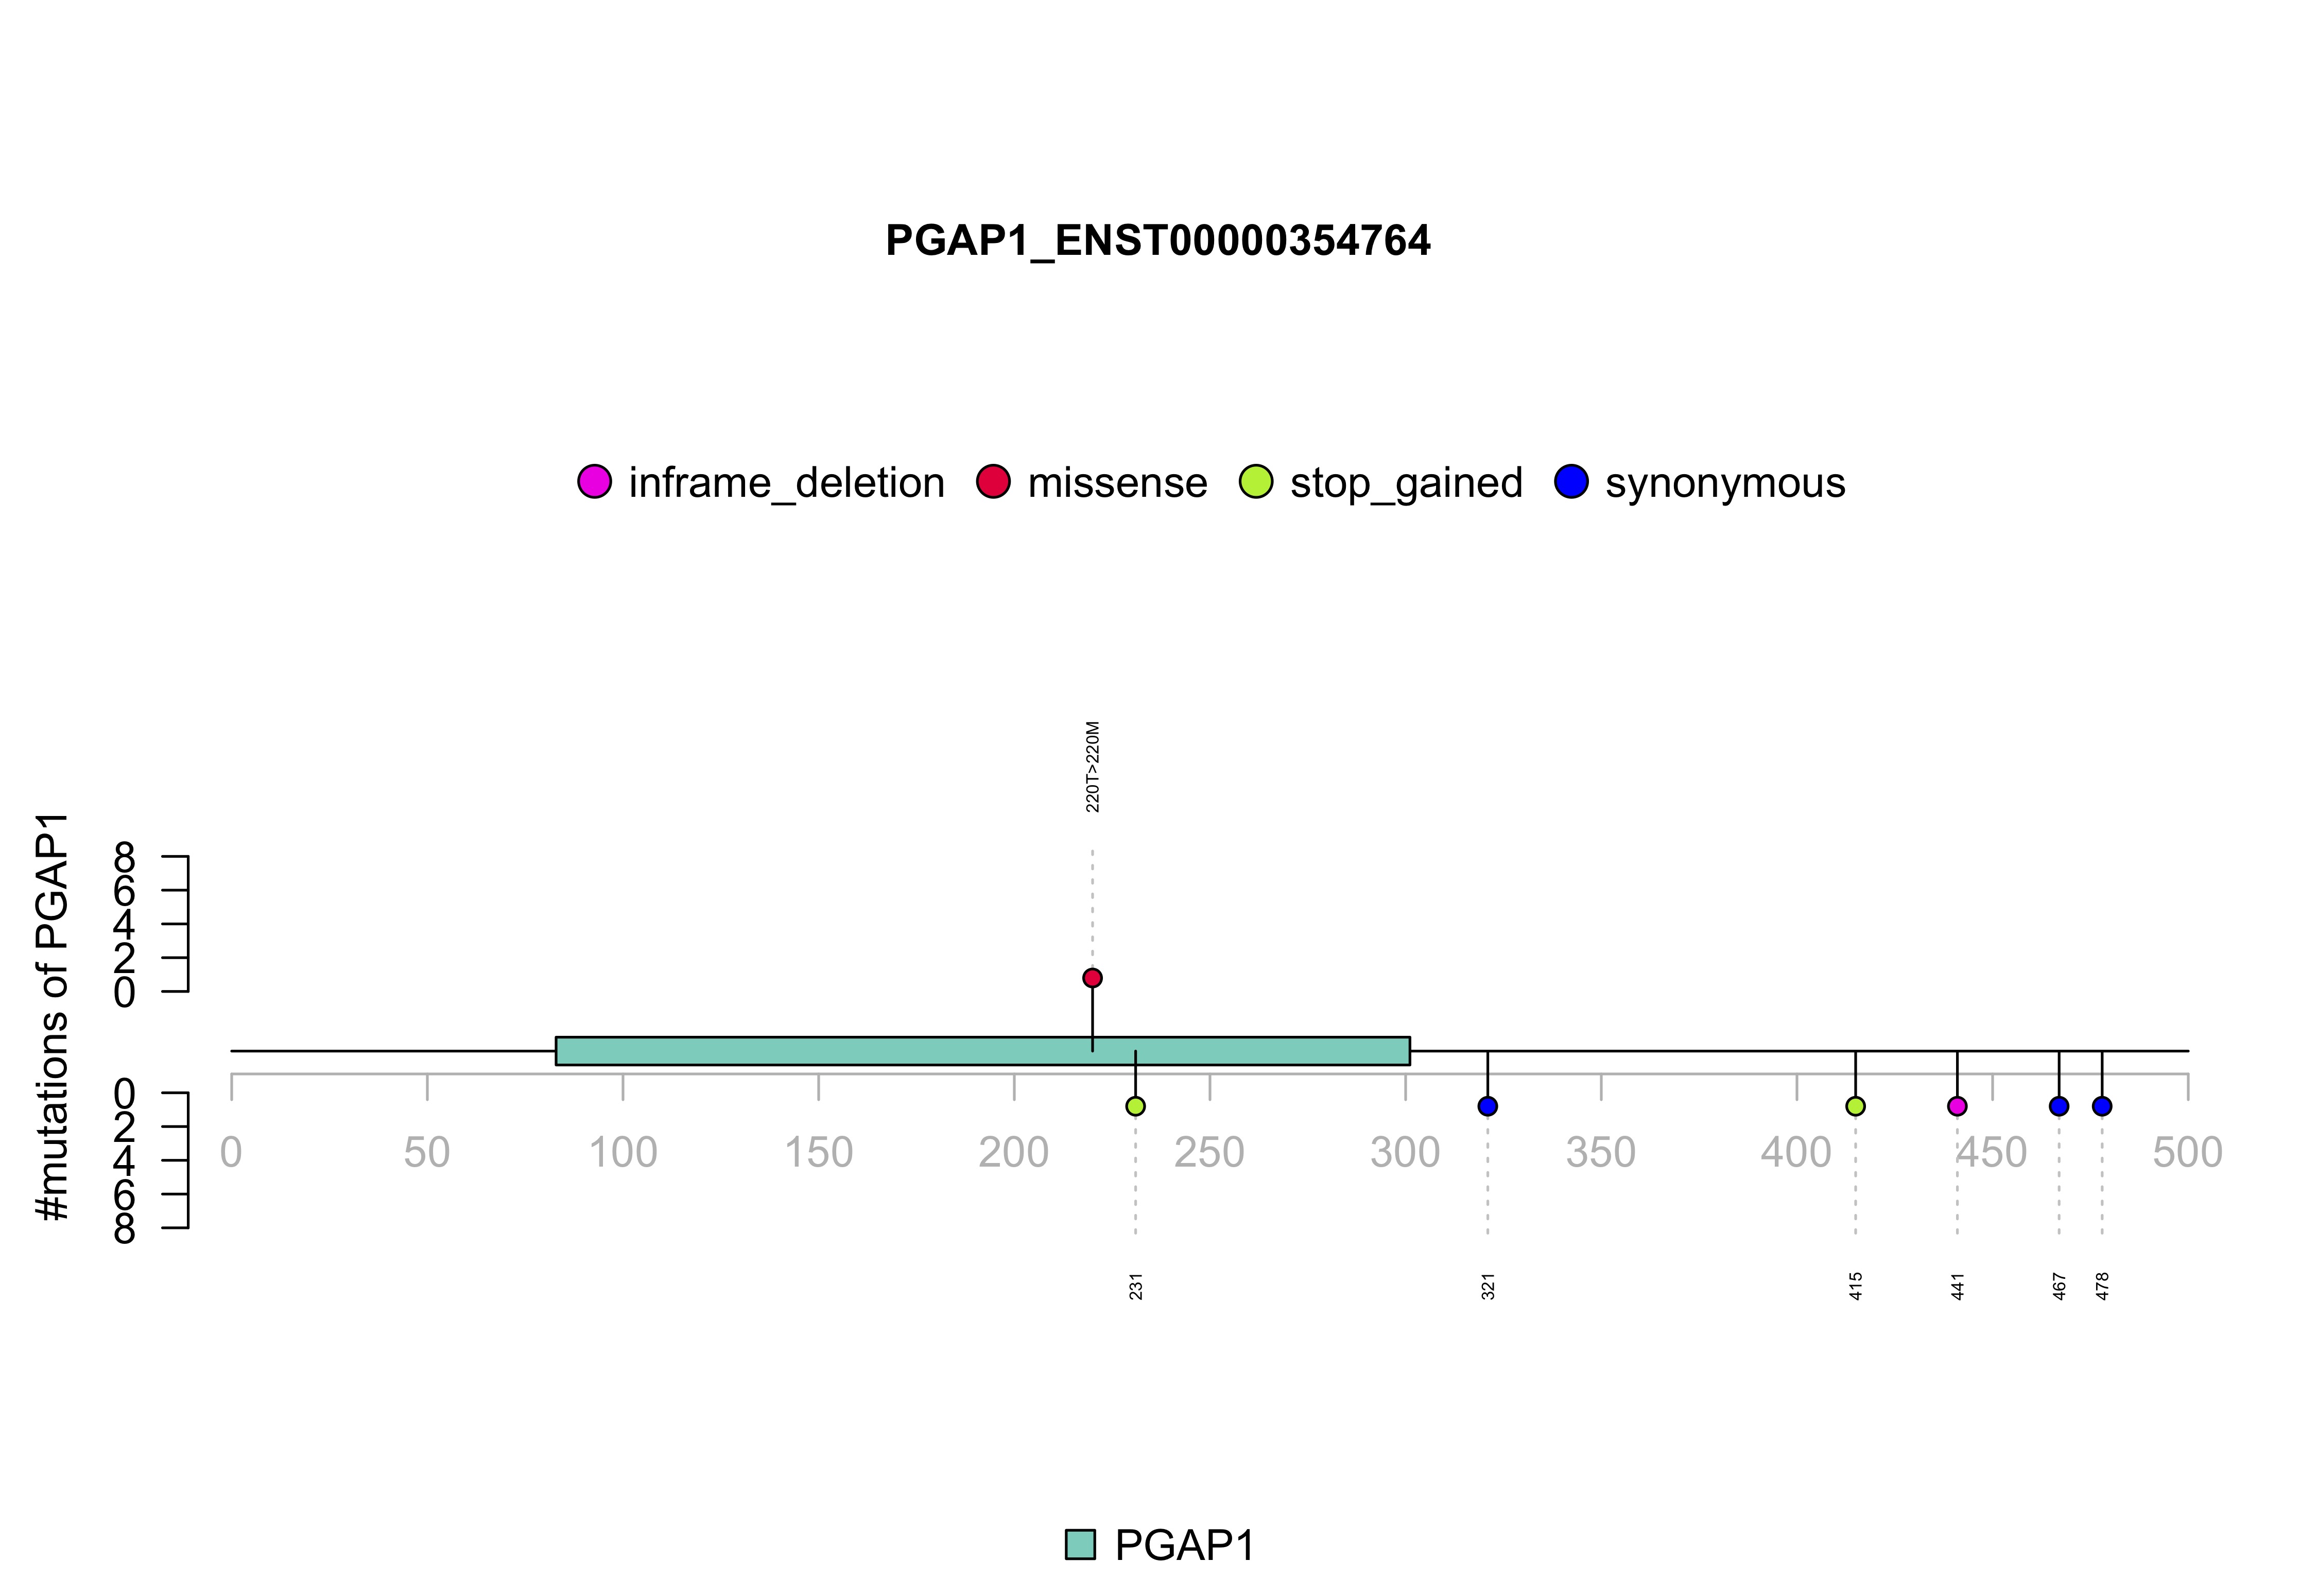 PGAP1_ENST00000354764
inframe_deletion missense stop_gained synonymous
220T>220M
#mutations of PGAP1
8
6
4
2
0
0
2
4
6
8
0 50 100 150 200 250 300 350 400 450 500
231 321 415 441 467 478
PGAP1